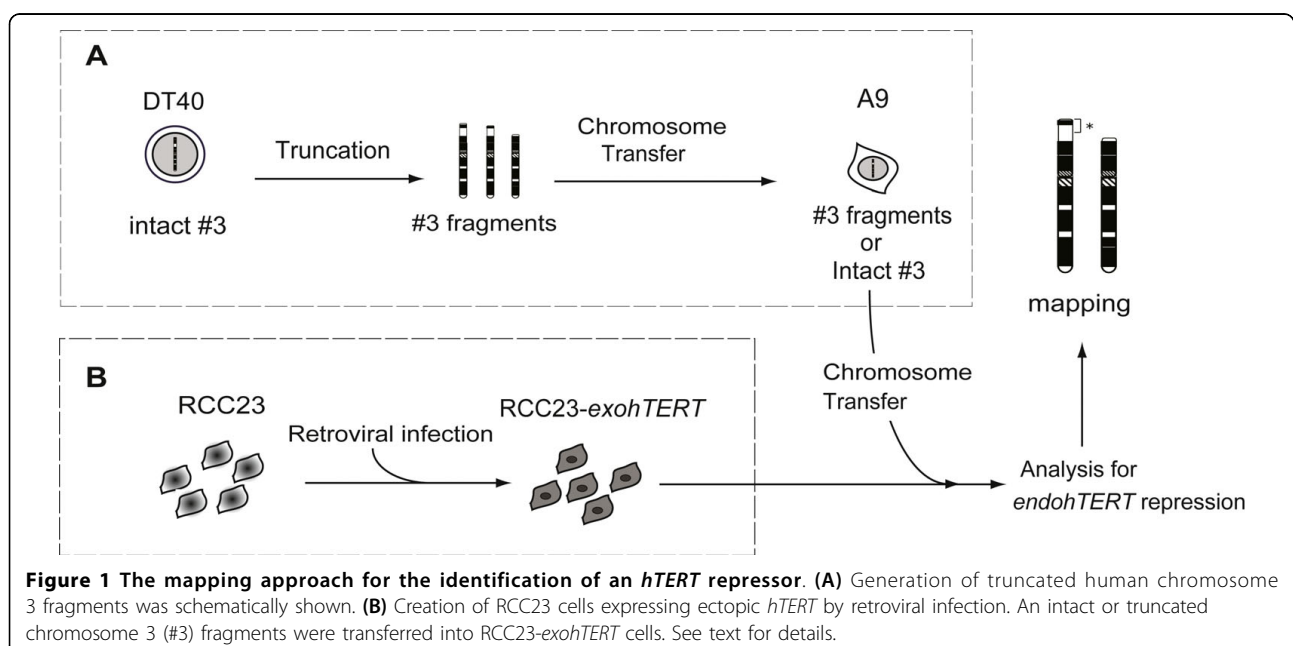 A
DT40
intact #3
Truncation
#3 fragments
Chromosome
Transfer
A9
#3 fragments
or
Intact #3
*
mapping
B
RCC23
Retroviral infection
RCC23-exohTERT
Chromosome
Transfer
Analysis for
endohTERT repression
Figure 1 The mapping approach for the identification of an hTERT repressor. (A) Generation of truncated human chromosome
3 fragments was schematically shown. (B) Creation of RCC23 cells expressing ectopic hTERT by retroviral infection. An intact or truncated
chromosome 3 (#3) fragments were transferred into RCC23-exohTERT cells. See text for details.